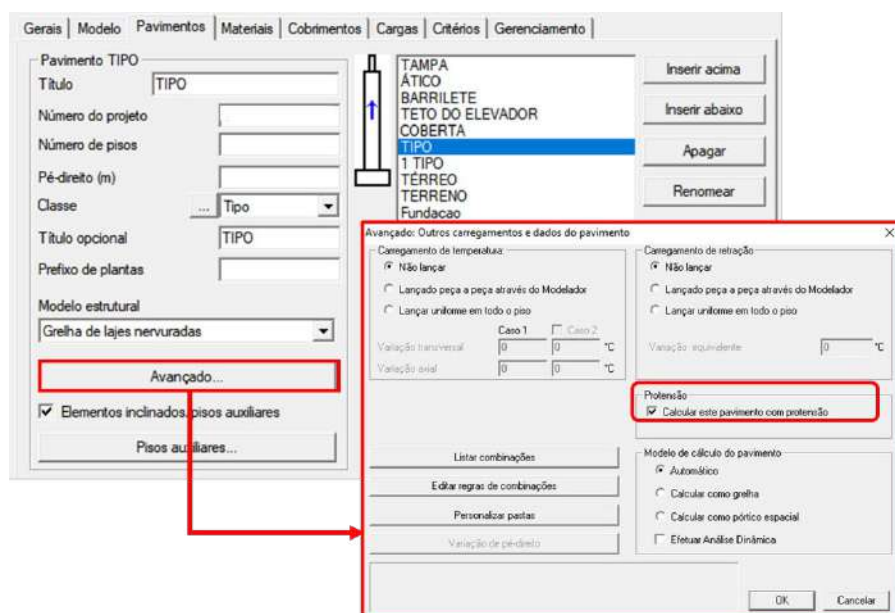 Gerais Modelo Pavimentos Materiais Cobrimentos Cargas Critérios Gerenciamento
Pavimento TIPO
Título TIPO
Número do projeto
Número de pisos
Pé-direito (m)
Classe ... Tipo
Título opcional TIPO
Prefixo de plantas
Modelo estrutural
Grelha de lajes nervuradas
Avançado...
Elementos inclinados/pisos auxiliares
Pisos auxiliares...
TAMPA
ÁTICO
BARRILETE
TETO DO ELEVADOR
COBERTA
TIPO
1 TIPO
TÉRREO
TERRENO
Fundacao
Inserir acima
Inserir abaixo
Apagar
Renomear
Avançado: Outros carregamentos e dados do pavimento
Carregamento de temperatura:
Não lançar
Lançado peça a peça através do Modelador
Lançar uniforme em todo o piso
Caso 1 Caso 2
Variação transversal 0 0 °C
Variação axial 0 0 °C
Carregamento de retração
Não lançar
Lançado peça a peça através do Modelador
Lançar uniforme em todo o piso
Variação equivalente 0 °C
Protensão
Calcular este pavimento com protensão
Listar combinações
Editar regras de combinações
Personalizar pastas
Variação de pé-direito
Modelo de cálculo do pavimento
Automático
Calcular como grelha
Calcular como pórtico espacial
Efetuar Análise Dinâmica
OK Cancelar